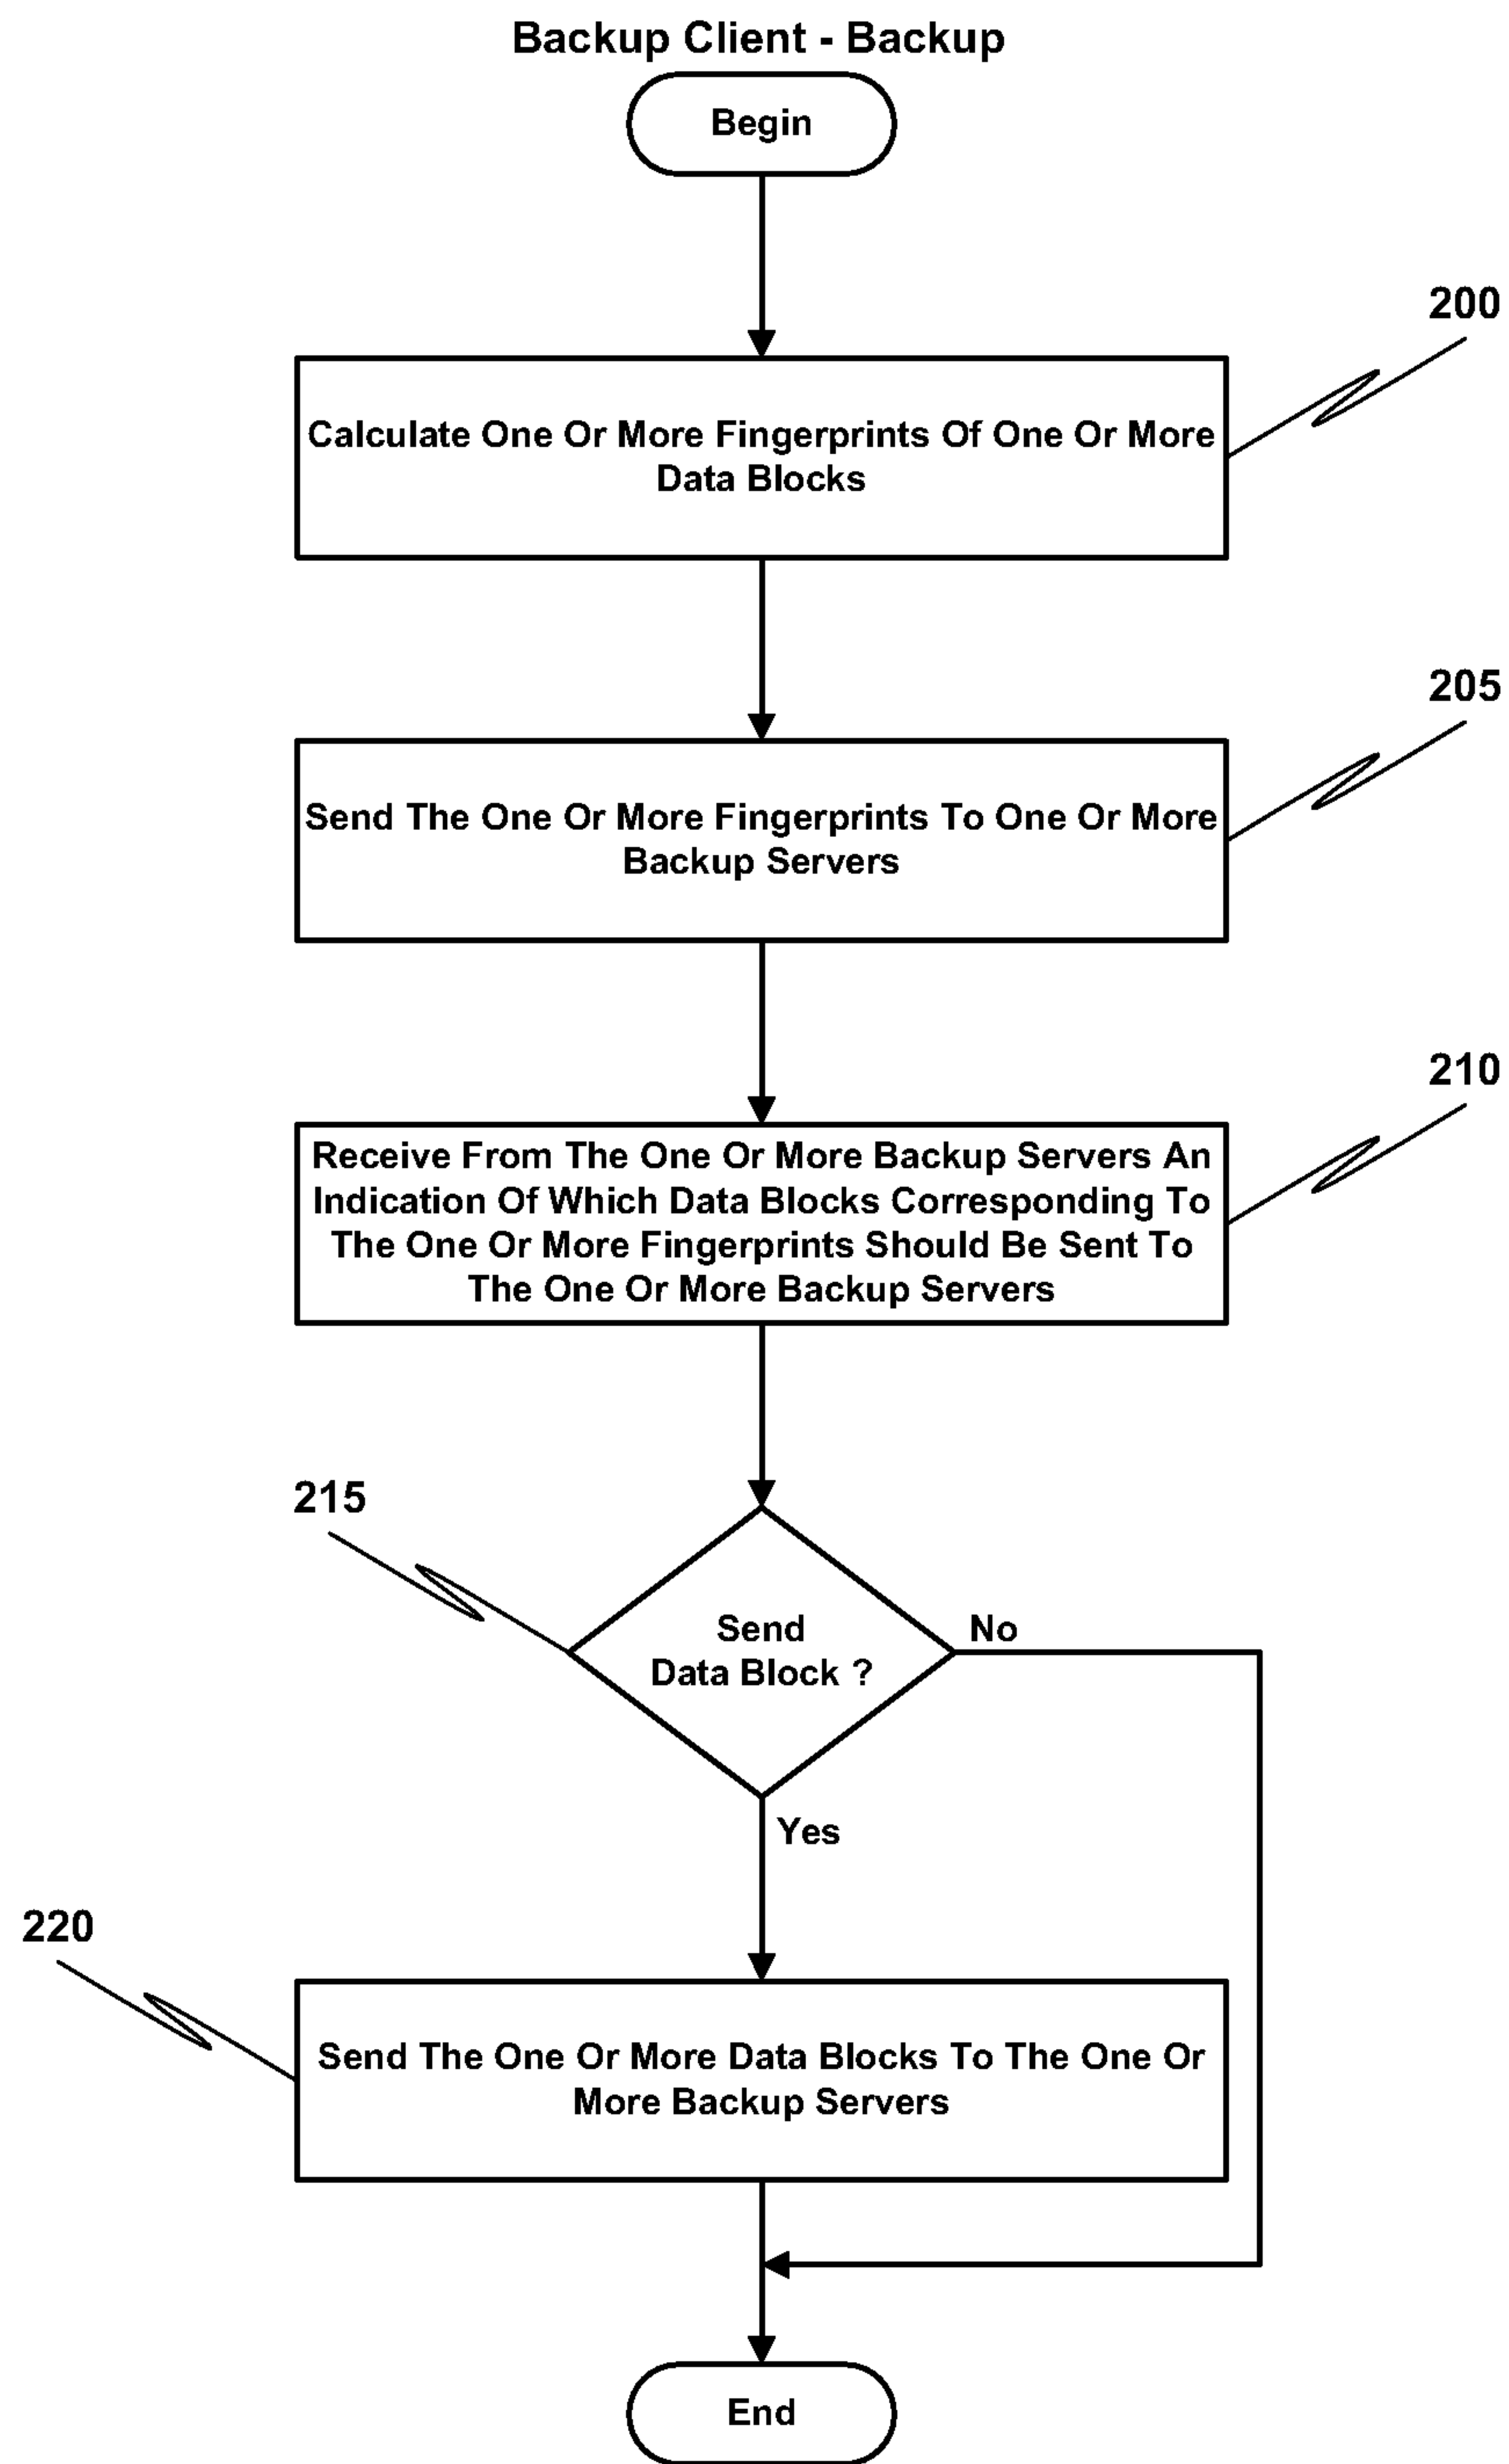 Backup Client - Backup
Begin
200
Calculate One Or More Fingerprints Of One Or More
Data Blocks
205
Send The One Or More Fingerprints To One Or More
Backup Servers
210
Receive From The One Or More Backup Servers An
Indication Of Which Data Blocks Corresponding To
The One Or More Fingerprints Should Be Sent To
The One Or More Backup Servers
215
Send
Data Block ?
No
Yes
220
Send The One Or More Data Blocks To The One Or
More Backup Servers
End